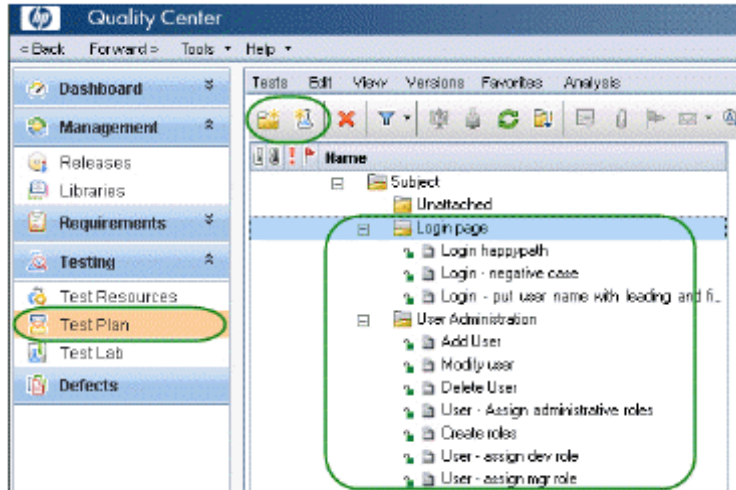 hp Quality Center
<Back Forward> Tools Help
Dashboard
Management
Releases
Libraries
Requirements
Testing
Test Resources
Test Plan
Test Lab
Defects
Tests Edit View Versions Favorites Analysis
Name
Subject
Unattached
Login page
Login happypath
Login - negative case
Login - put user name with leading and fi...
User Administration
Add User
Modify user
Delete User
User - Assign administrative roles
Create roles
User - assign dev role
User - assign mgr role